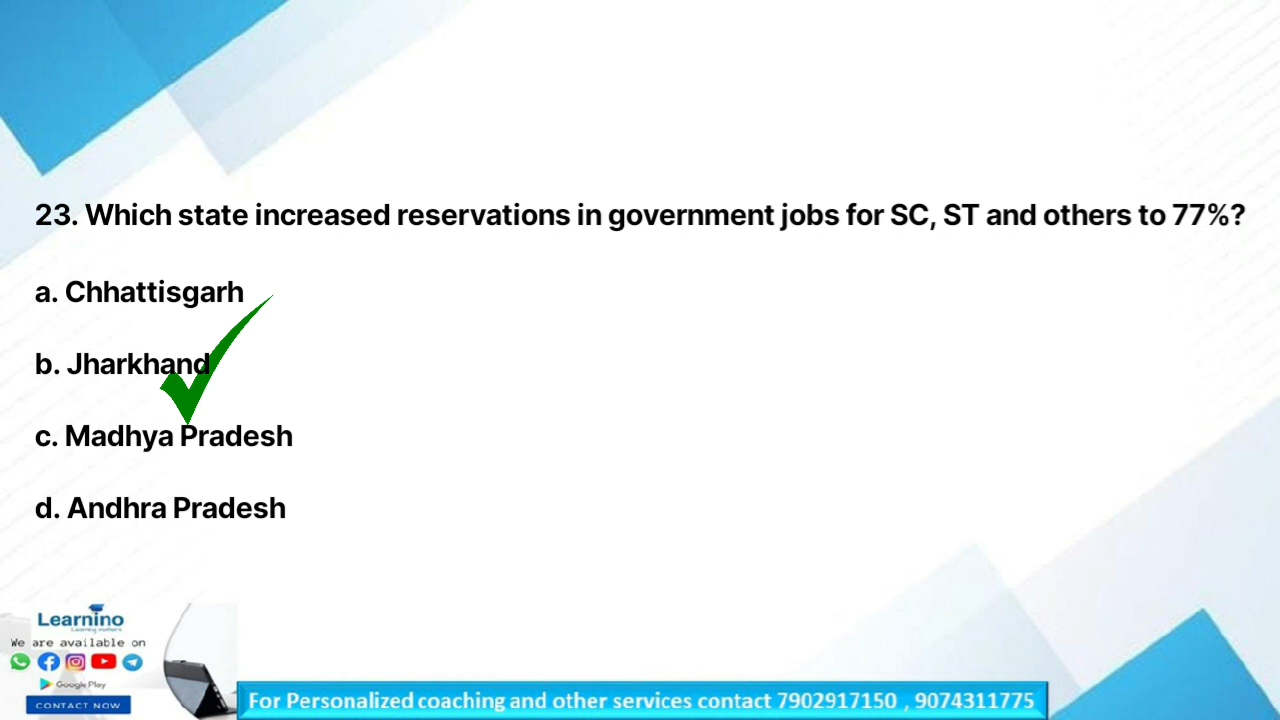 23. Which state increased reservations in government jobs for SC, ST and others to 77%?
a. Chhattisgarh
b. Jharkhand
c. Madhya Pradesh
d. Andhra Pradesh
Learnino
Learning matters
We are available on
Google Play
CONTACT NOW
For Personalized coaching and other services contact 7902917150 , 9074311775